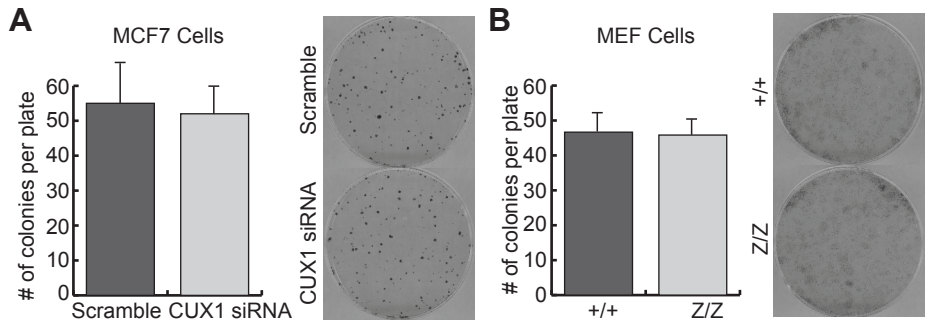 A
MCF7 Cells
# of colonies per plate
60
50
40
30
20
10
0
Scramble CUX1 siRNA
Scramble
CUX1 siRNA
B
MEF Cells
# of colonies per plate
60
50
40
30
20
10
0
+/+ Z/Z
+/+
Z/Z